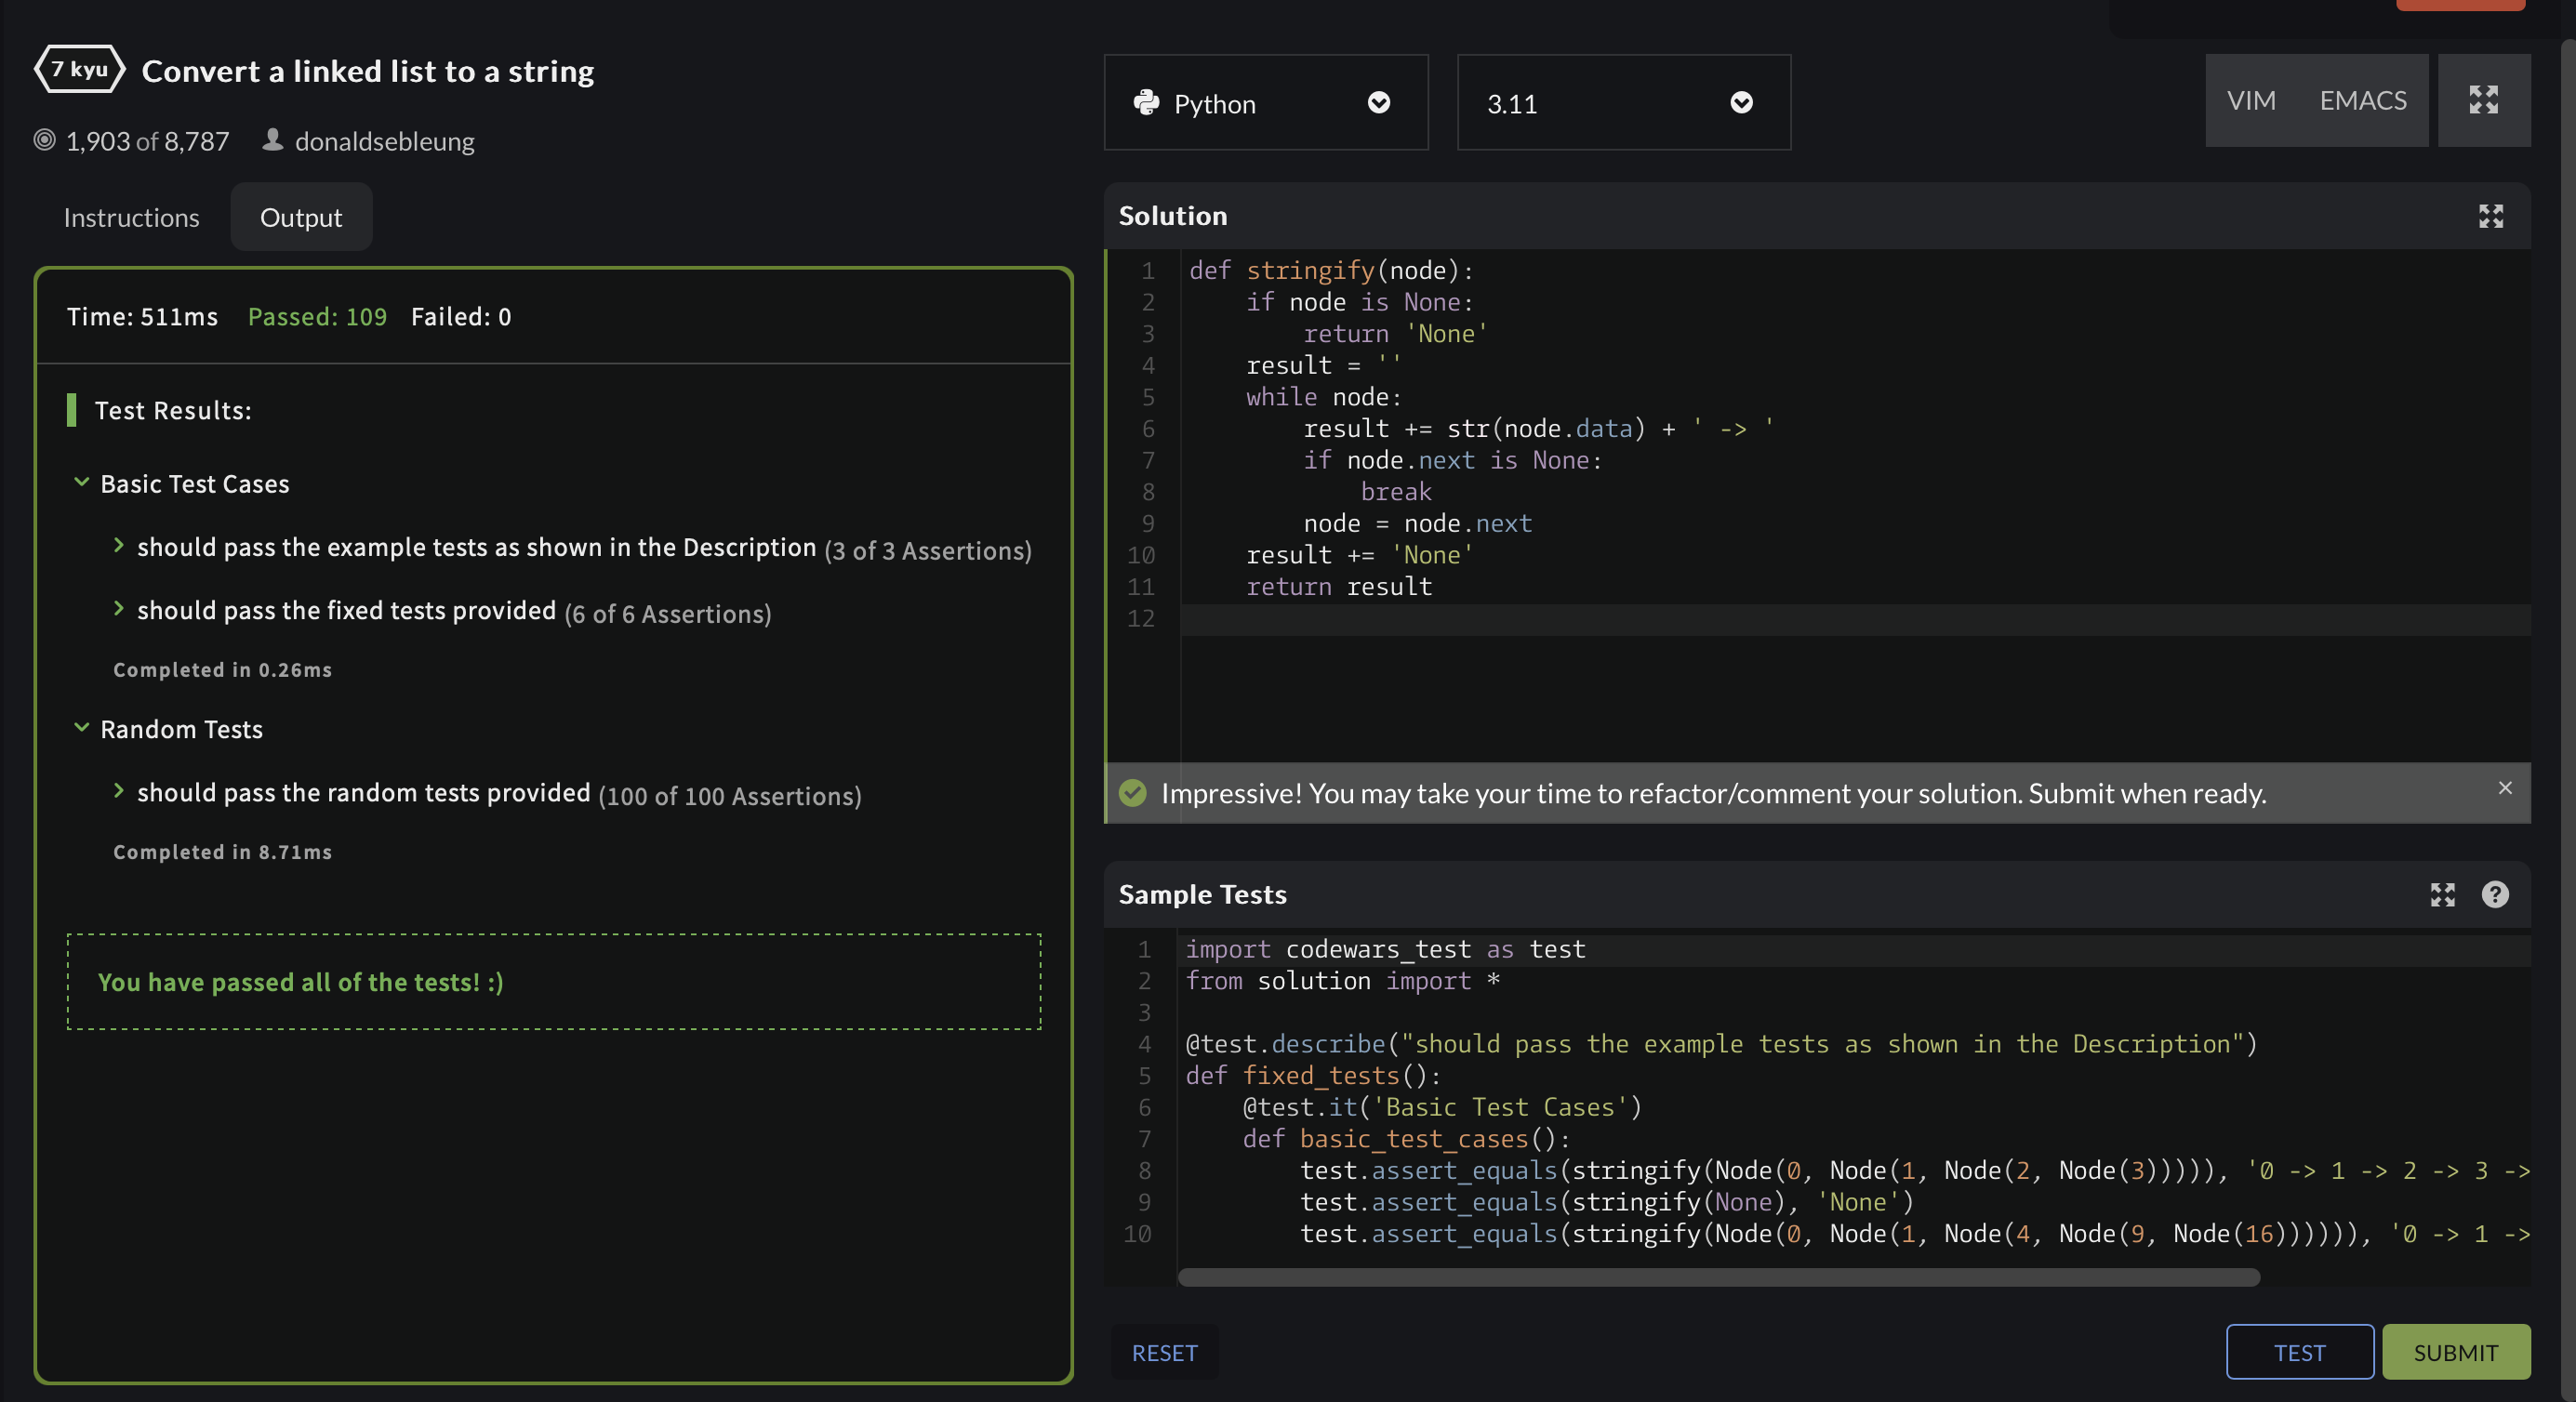 7 kyu Convert a linked list to a string
1,903 of 8,787 donaldsebleung
Instructions Output
Time: 511ms Passed: 109 Failed: 0
Test Results:
Basic Test Cases
should pass the example tests as shown in the Description (3 of 3 Assertions)
should pass the fixed tests provided (6 of 6 Assertions)
Completed in 0.26ms
Random Tests
should pass the random tests provided (100 of 100 Assertions)
Completed in 8.71ms
You have passed all of the tests! :)
Python 3.11 VIM EMACS
Solution
1 def stringify(node):
2     if node is None:
3         return 'None'
4     result = ''
5     while node:
6         result += str(node.data) + ' -> '
7         if node.next is None:
8             break
9         node = node.next
10     result += 'None'
11     return result
12
Impressive! You may take your time to refactor/comment your solution. Submit when ready.
Sample Tests
1 import codewars_test as test
2 from solution import *
3
4 @test.describe("should pass the example tests as shown in the Description")
5 def fixed_tests():
6     @test.it('Basic Test Cases')
7     def basic_test_cases():
8         test.assert_equals(stringify(Node(0, Node(1, Node(2, Node(3))))), '0 -> 1 -> 2 -> 3 ->
9         test.assert_equals(stringify(None), 'None')
10         test.assert_equals(stringify(Node(0, Node(1, Node(4, Node(9, Node(16)))))), '0 -> 1 ->
RESET TEST SUBMIT